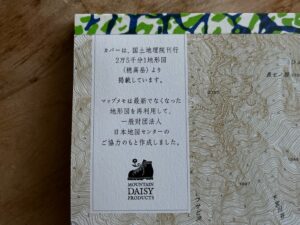 カバーは、国土地理院刊行
2万5千分1地形図
(穂高岳)より
掲載しています。
マップメモは最新でなくなった
地形図を再利用して、
一般財団法人
日本地図センターの
ご協力のもと作成しました。
MOUNTAIN
DAISY
PRODUCTS